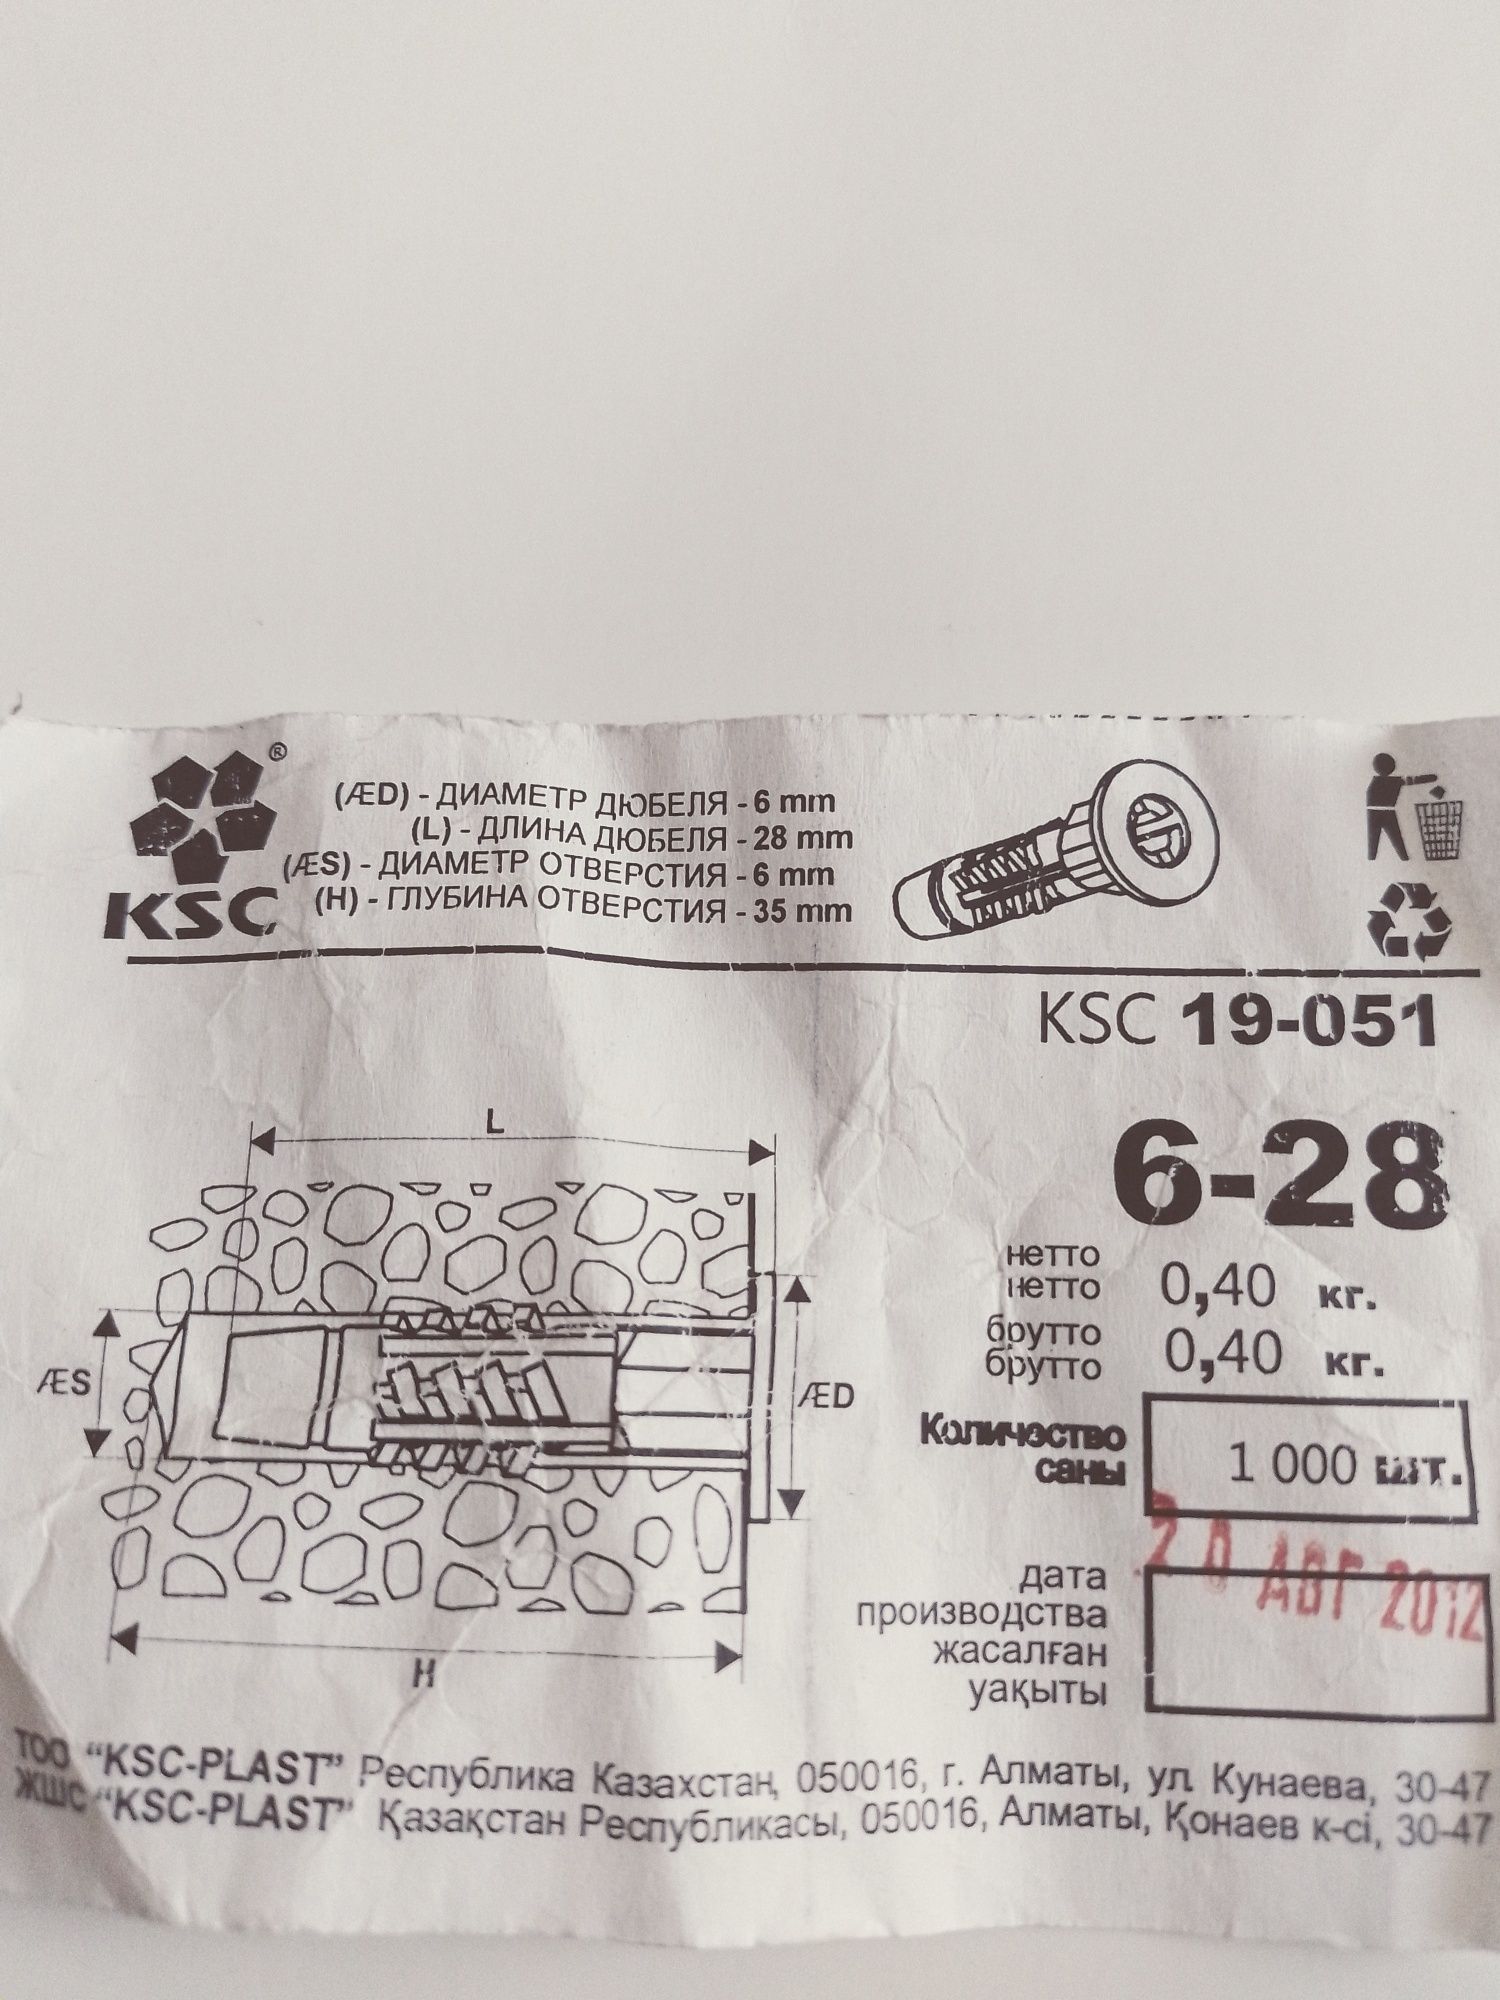 ®
KSC
(ÆD) - ДИАМЕТР ДЮБЕЛЯ - 6 mm
(L) - ДЛИНА ДЮБЕЛЯ - 28 mm
(ÆS) - ДИАМЕТР ОТВЕРСТИЯ - 6 mm
(H) - ГЛУБИНА ОТВЕРСТИЯ - 35 mm
KSC 19-051
6-28
L
ÆS
ÆD
H
нетто
нетто
0,40 кг.
брутто
брутто
0,40 кг.
Количество
саны
1 000 шт.
20 АВГ 2012
дата
производства
жасалған
уақыты
ТОО "KSC-PLAST" Республика Казахстан, 050016, г. Алматы, ул. Кунаева, 30-47
ЖШС "KSC-PLAST" Қазақстан Республикасы, 050016, Алматы, Қонаев к-сі, 30-47